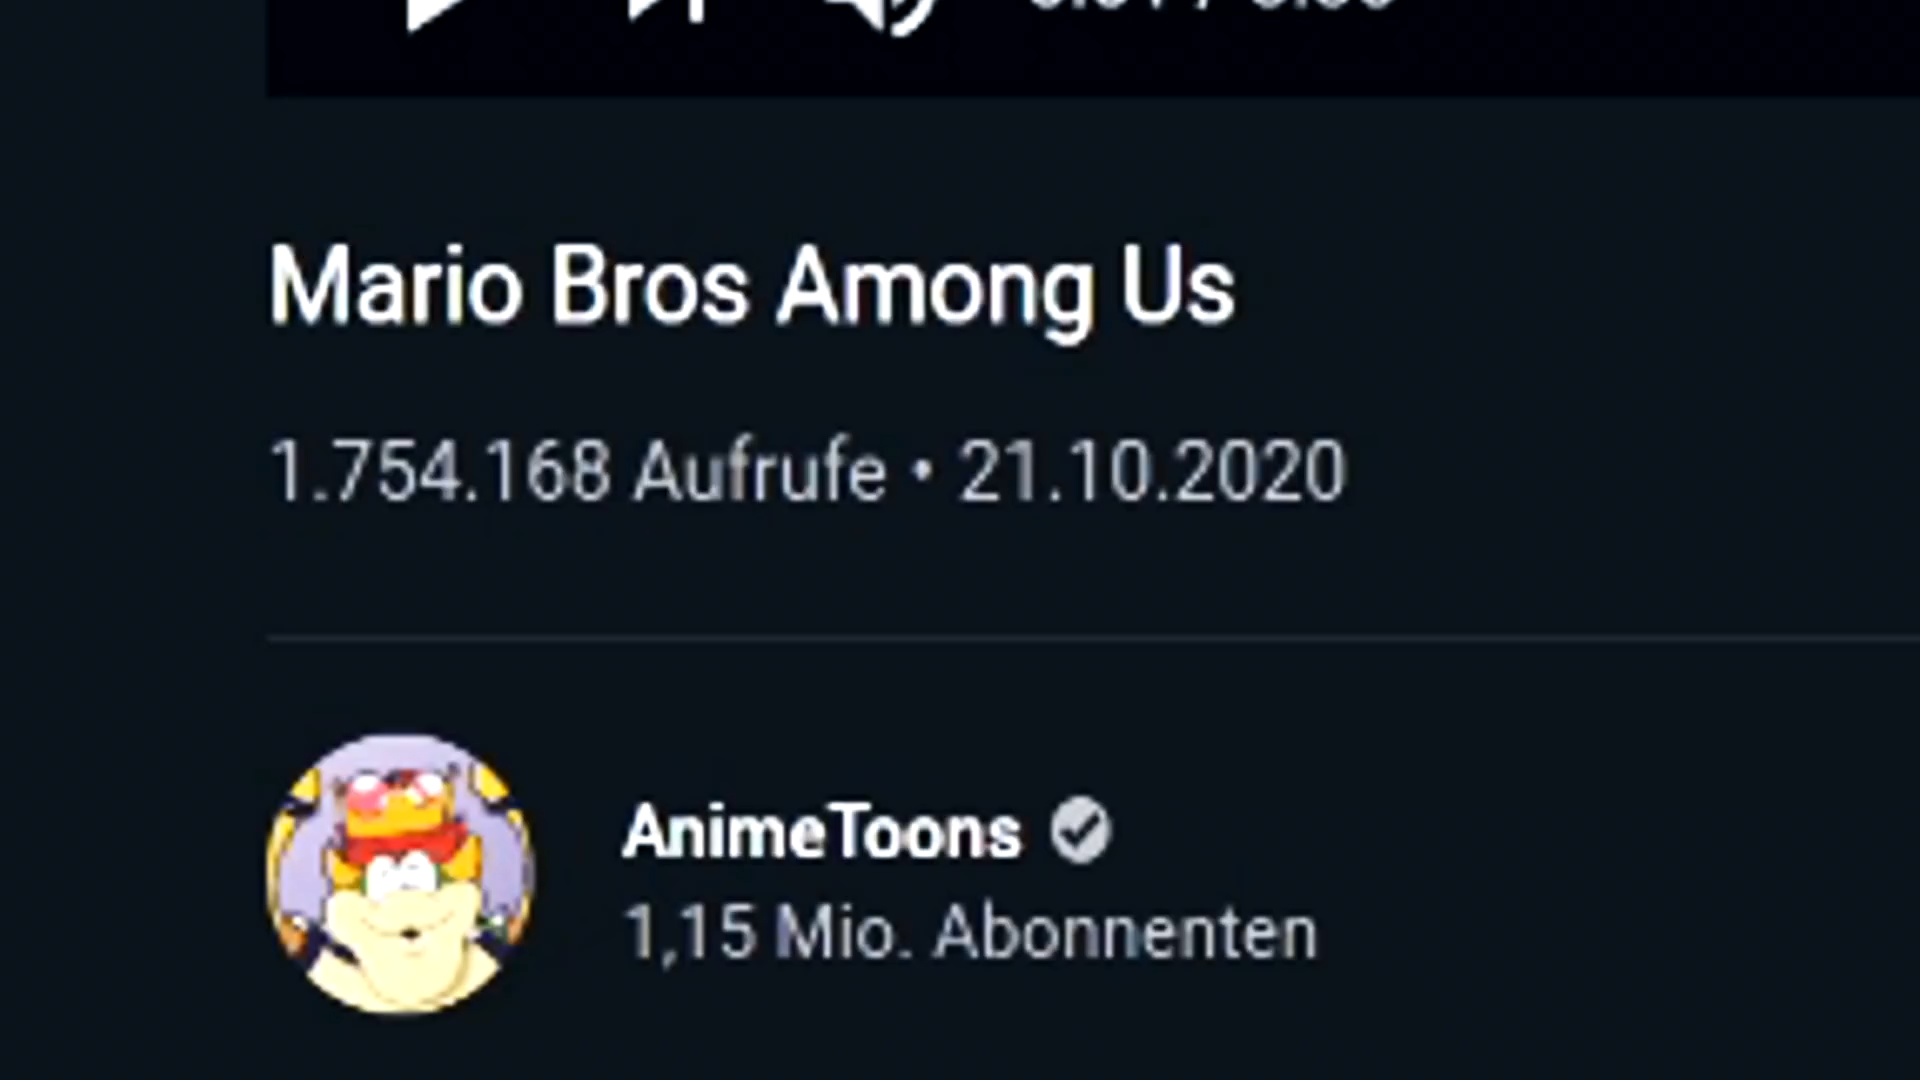 Mario Bros Among Us
1.754.168 Aufrufe • 21.10.2020
AnimeToons
1,15 Mio. Abonnenten